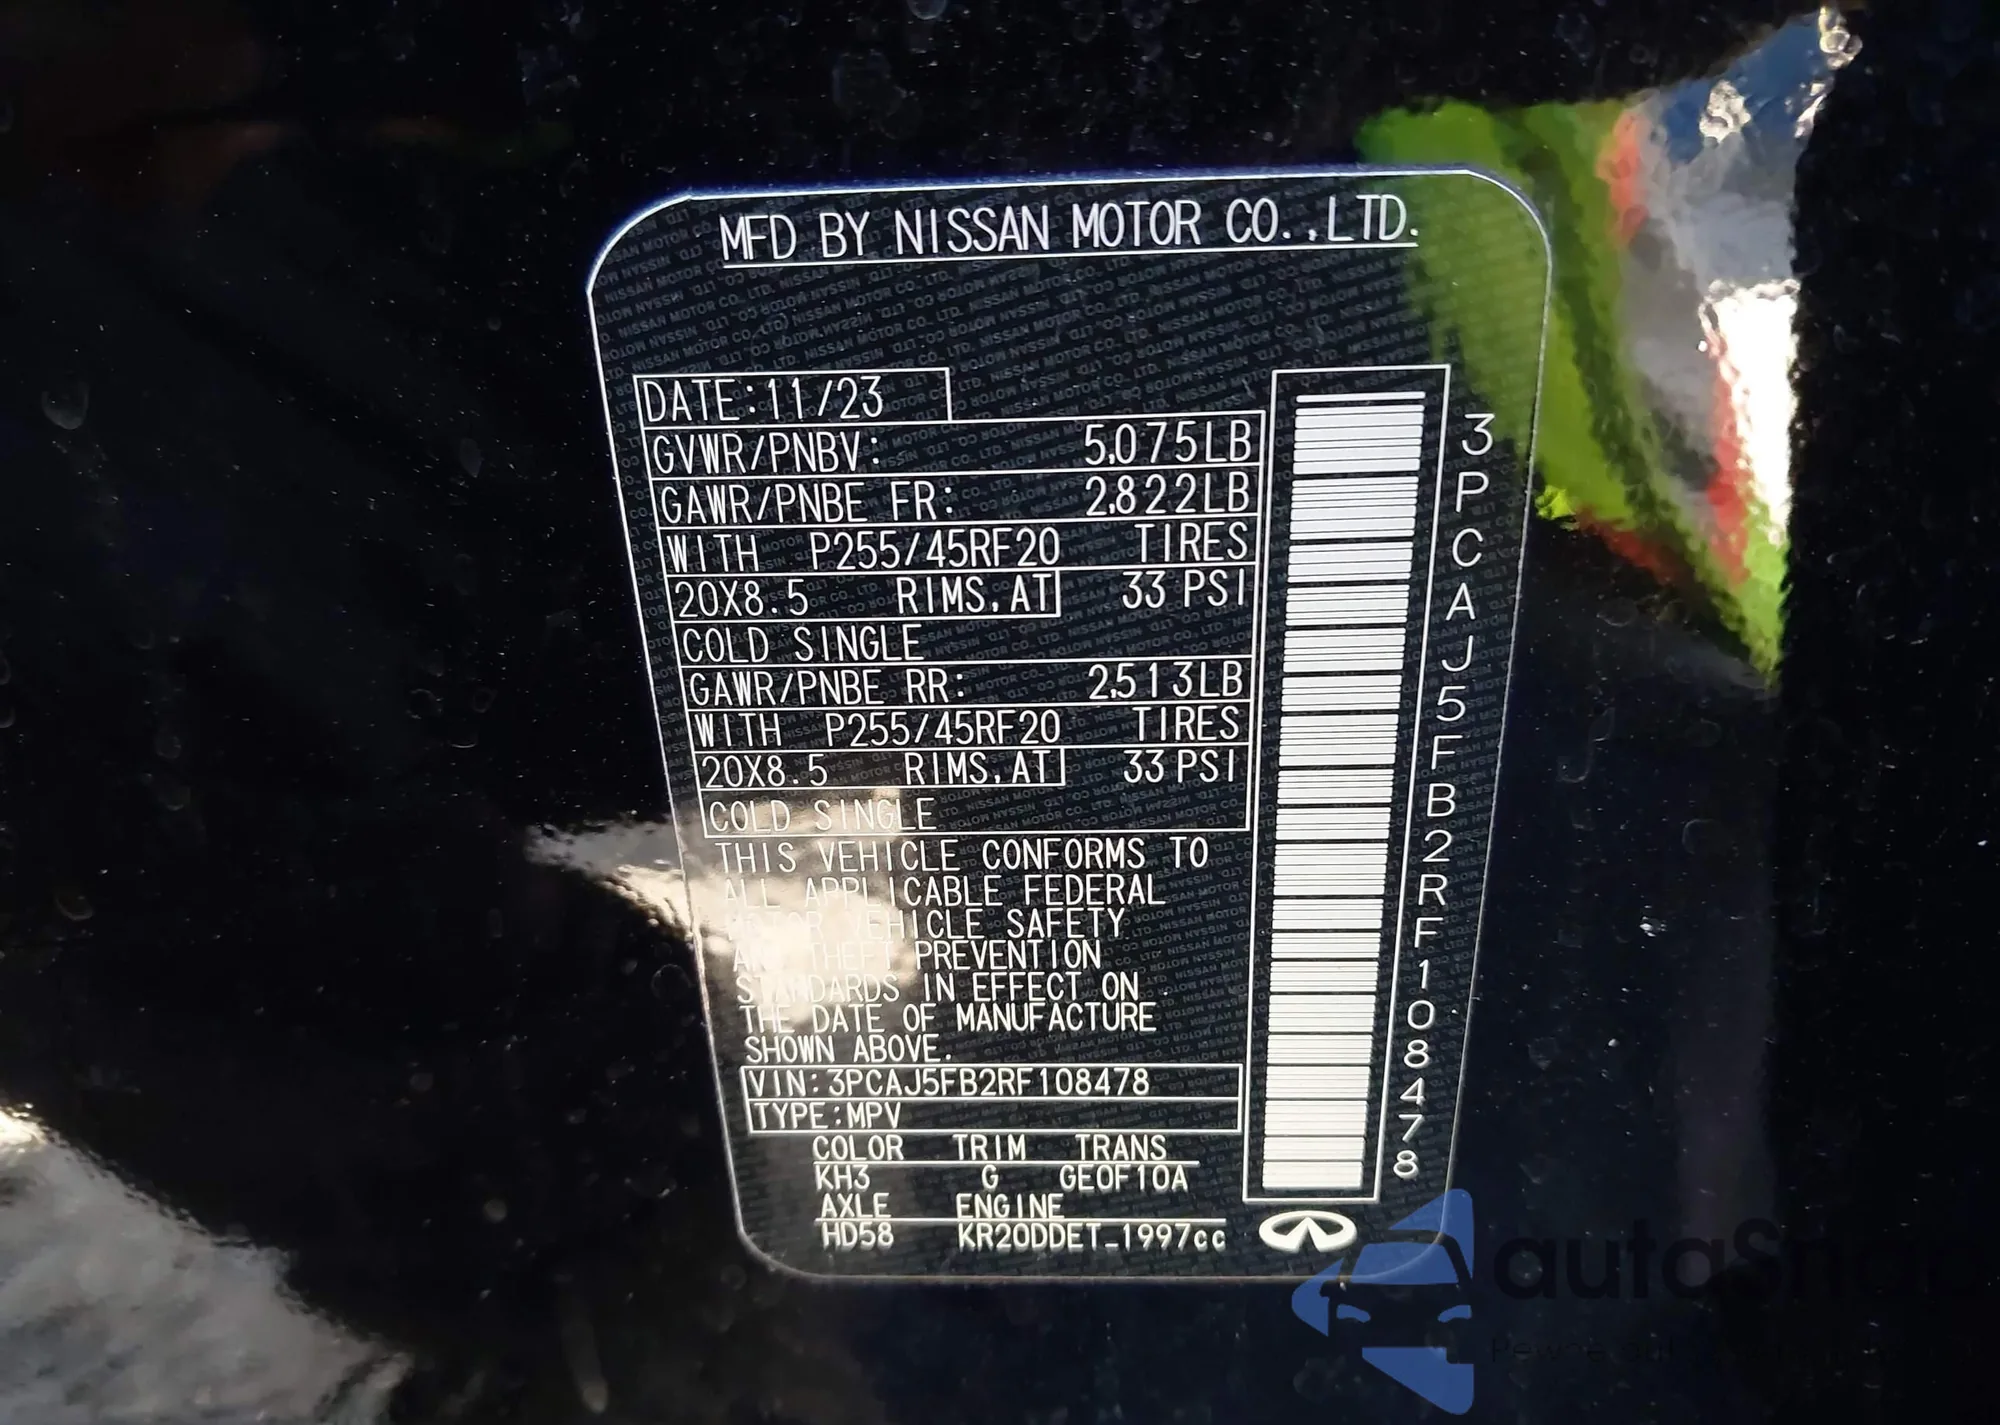 MFD BY NISSAN MOTOR CO.,LTD.
DATE:11/23
GVWR/PNBV: 5,075LB
GAWR/PNBE FR: 2,822LB
WITH P255/45RF20 TIRES
20X8.5 RIMS,AT 33 PSI
COLD SINGLE
GAWR/PNBE RR: 2,513LB
WITH P255/45RF20 TIRES
20X8.5 RIMS,AT 33 PSI
COLD SINGLE
THIS VEHICLE CONFORMS TO
ALL APPLICABLE FEDERAL
MOTOR VEHICLE SAFETY
AND THEFT PREVENTION
STANDARDS IN EFFECT ON
THE DATE OF MANUFACTURE
SHOWN ABOVE.
VIN:3PCAJ5FB2RF108478
TYPE:MPV
COLOR TRIM TRANS
KH3 G GE0F10A
AXLE ENGINE
HD58 KR20DDET_1997cc
3PCAJ5FB2RF108478